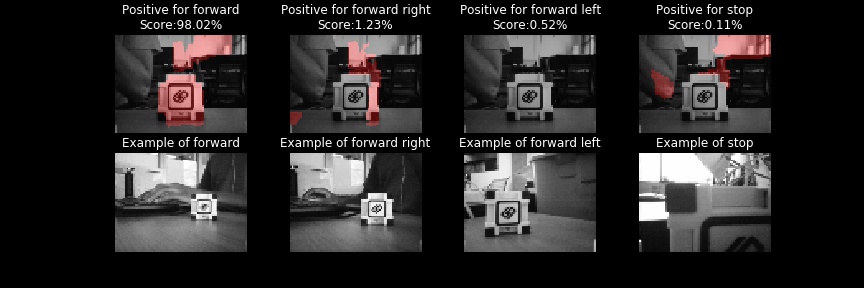 Positive for forward
Score:98.02%
Positive for forward right
Score:1.23%
Positive for forward left
Score:0.52%
Positive for stop
Score:0.11%
Example of forward
Example of forward right
Example of forward left
Example of stop